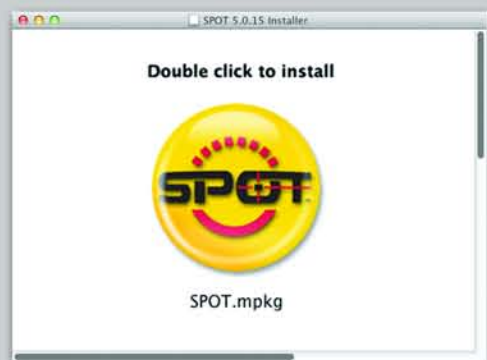 SPOT 5.0.15 Installer
Double click to install
SPOT
SPOT.mpkg